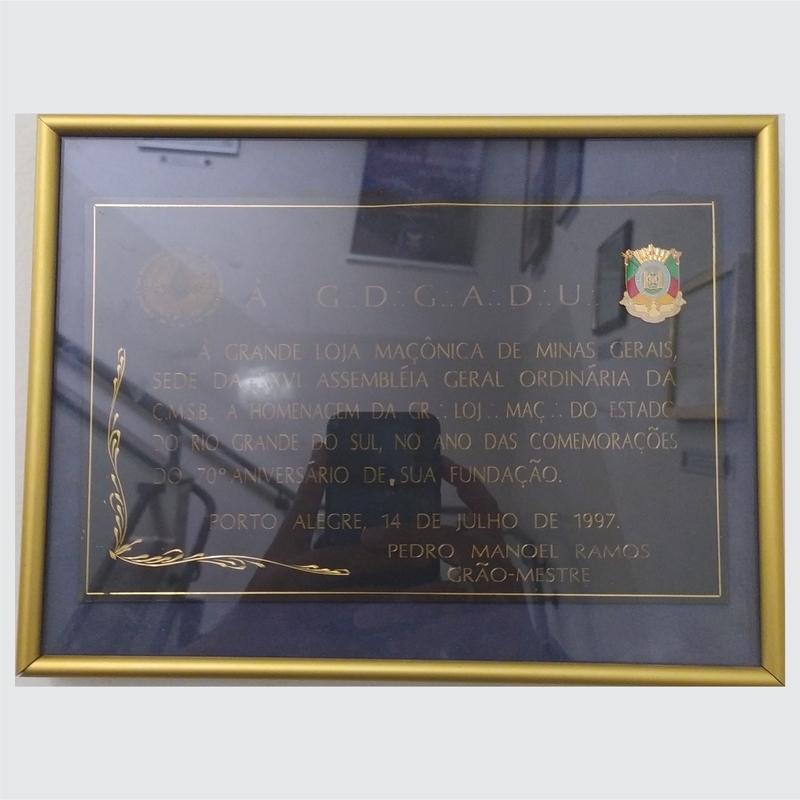 À G.·.D.·.G.·.A.·.D.·.U.·.
À GRANDE LOJA MAÇÔNICA DE MINAS GERAIS,
SEDE DA XXVI ASSEMBLÉIA GERAL ORDINÁRIA DA
C.M.S.B. A HOMENAGEM DA GR.·. LOJ.·. MAÇ.·. DO ESTADO
DO RIO GRANDE DO SUL, NO ANO DAS COMEMORAÇÕES
DO 70º ANIVERSÁRIO DE SUA FUNDAÇÃO.
PORTO ALEGRE, 14 DE JULHO DE 1997.
PEDRO MANOEL RAMOS
GRÃO-MESTRE